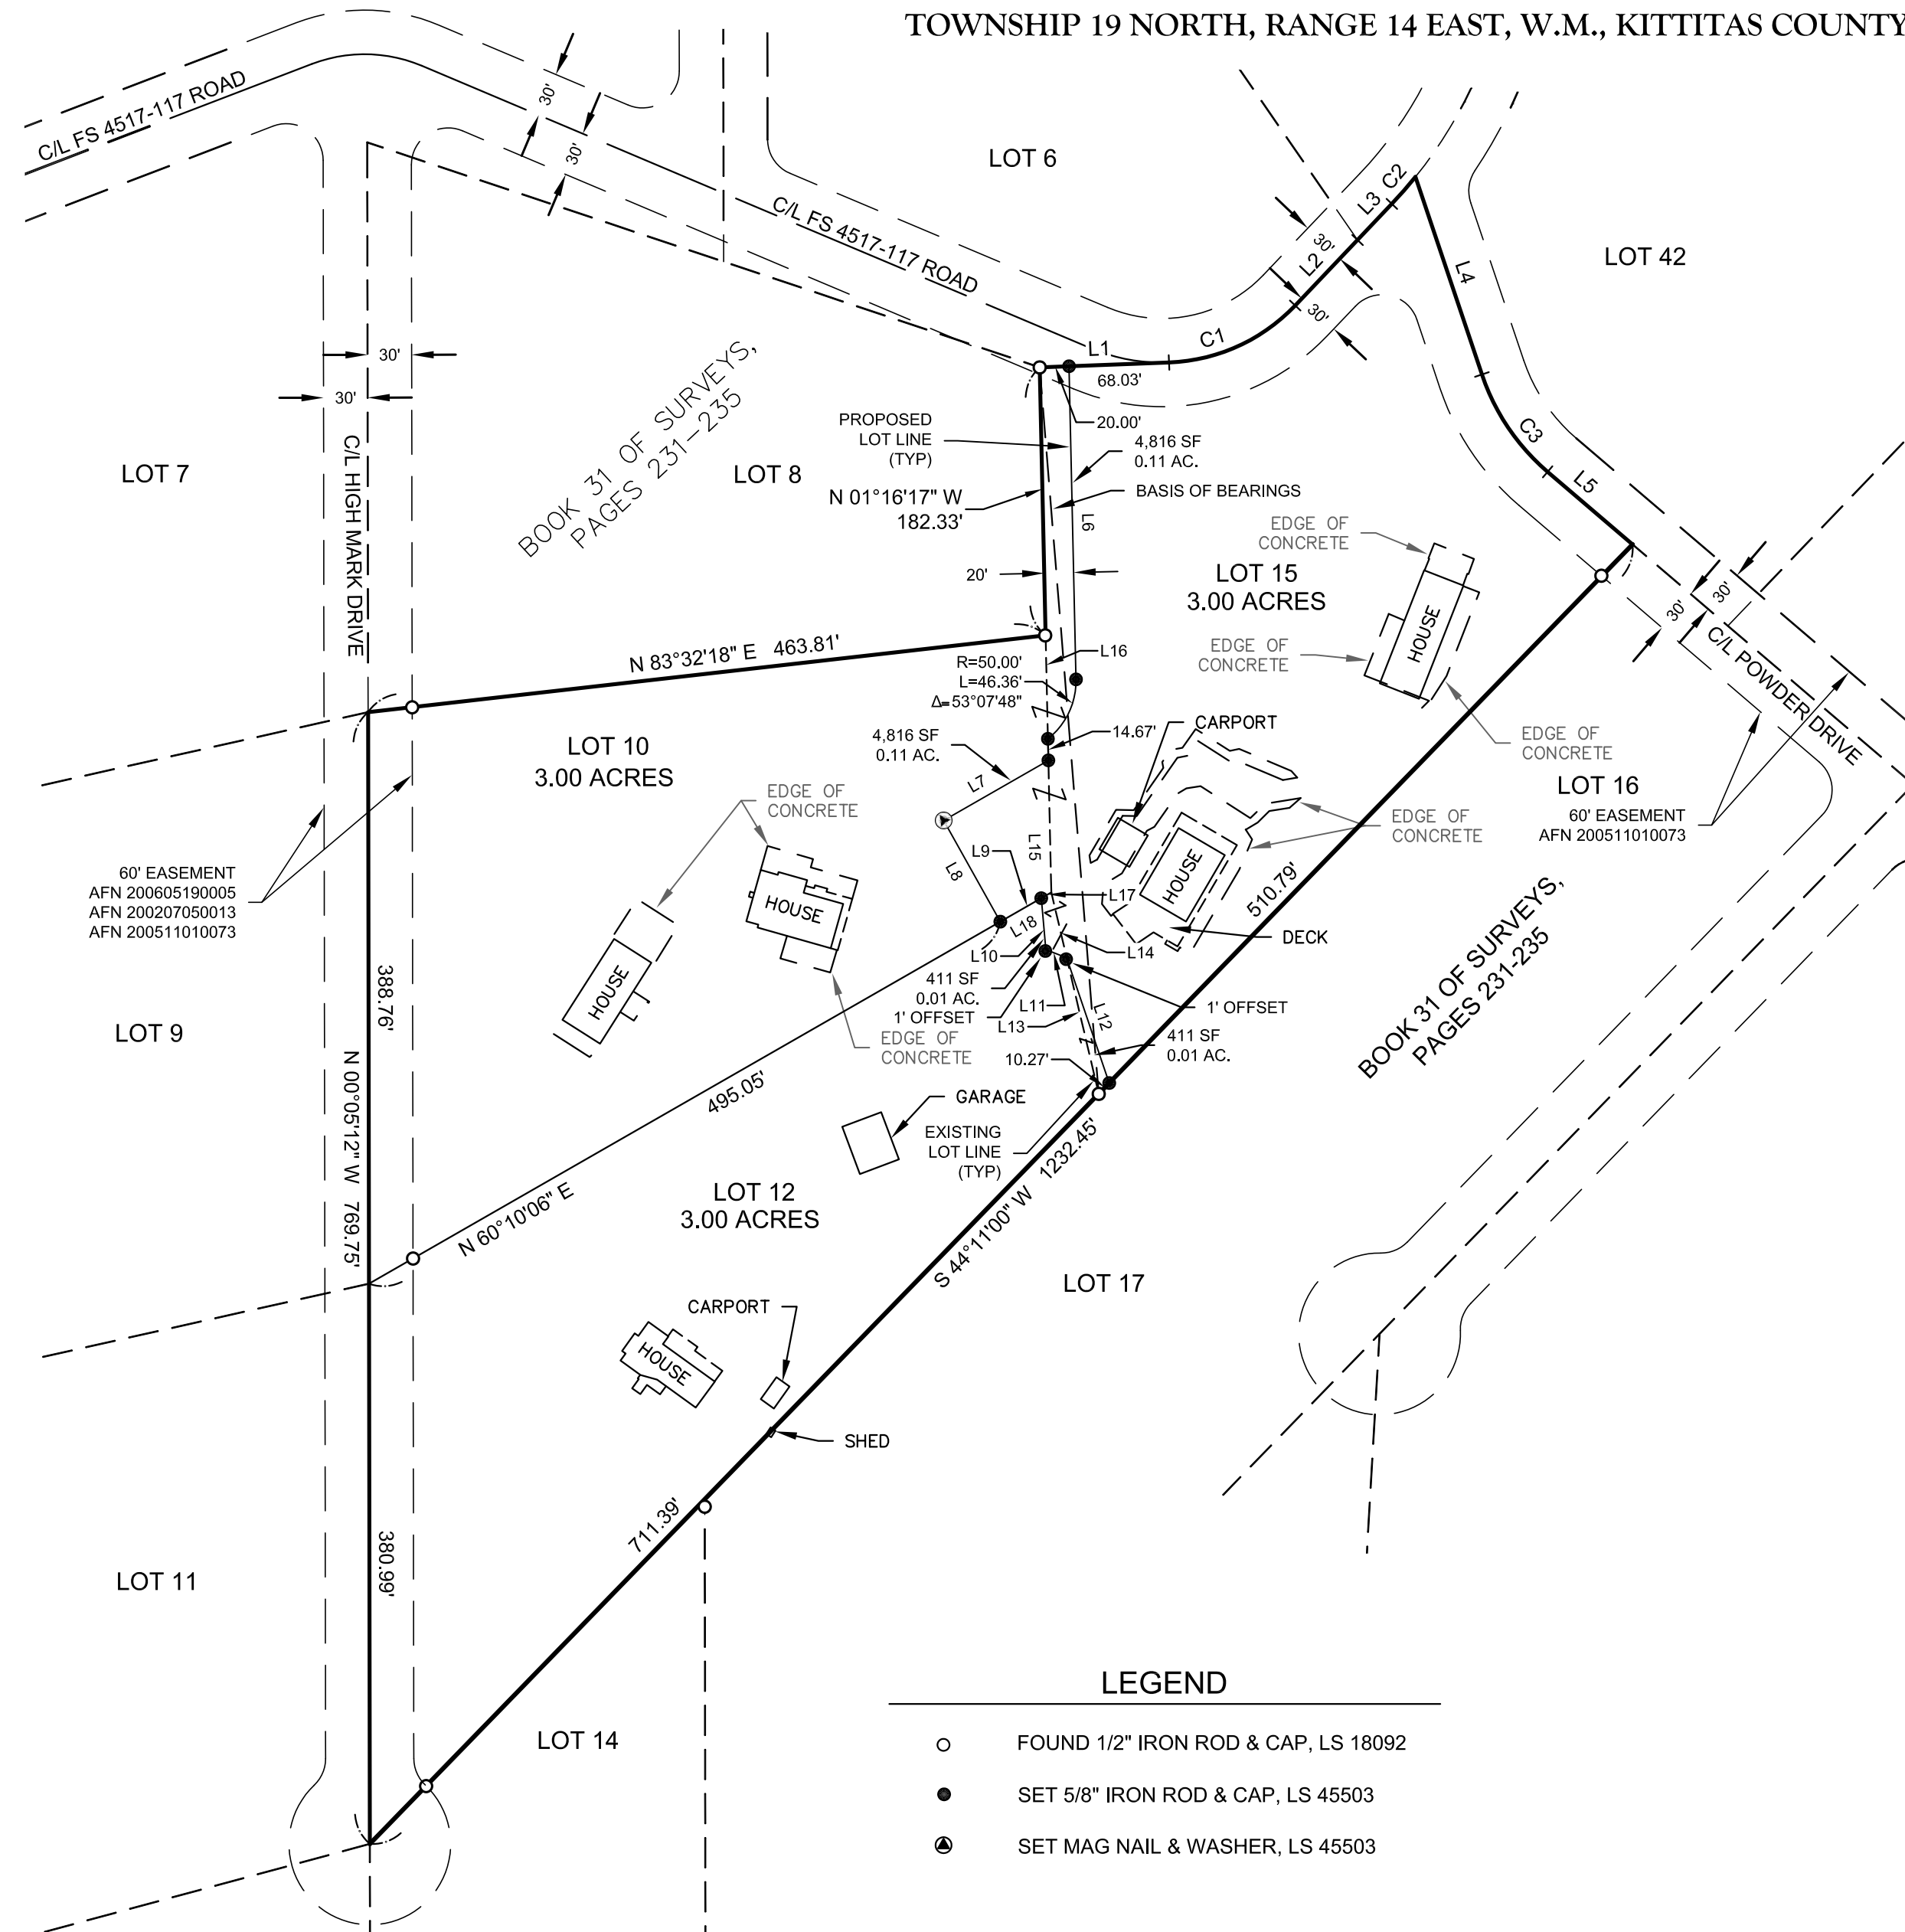 TOWNSHIP 19 NORTH, RANGE 14 EAST, W.M., KITTITAS COUNTY
C/L FS 4517-117 ROAD
30'
30'
LOT 6
C/L FS 4517-117 ROAD
C2
L3
30'
L2
30'
LOT 42
L4
C1
L1
68.03'
20.00'
30'
30'
C/L HIGH MARK DRIVE
BOOK 31 OF SURVEYS,
PAGES 231-235
PROPOSED
LOT LINE
(TYP)
4,816 SF
0.11 AC.
LOT 7
LOT 8
N 01°16'17" W
182.33'
BASIS OF BEARINGS
L6
C3
L5
EDGE OF
CONCRETE
20'
LOT 15
3.00 ACRES
HOUSE
30'
30'
C/L POWDER DRIVE
N 83°32'18" E 463.81'
L16
R=50.00'
L=46.36'
Δ=53°07'48"
EDGE OF
CONCRETE
LOT 10
3.00 ACRES
4,816 SF
0.11 AC.
14.67'
CARPORT
EDGE OF
CONCRETE
LOT 16
60' EASEMENT
AFN 200511010073
L7
EDGE OF
CONCRETE
EDGE OF
CONCRETE
60' EASEMENT
AFN 200605190005
AFN 200207050013
AFN 200511010073
L9
L15
L8
HOUSE
L17
HOUSE
510.79'
L18
L10
L14
DECK
HOUSE
388.76'
411 SF
0.01 AC.
1' OFFSET
L11
L13
L12
1' OFFSET
LOT 9
EDGE OF
CONCRETE
10.27'
411 SF
0.01 AC.
BOOK 31 OF SURVEYS,
PAGES 231-235
N 00°05'12" W 769.75'
495.05'
GARAGE
EXISTING
LOT LINE
(TYP)
N 60°10'06" E
LOT 12
3.00 ACRES
S 44°11'00" W 1232.45'
LOT 17
CARPORT
HOUSE
SHED
711.39'
380.99'
LOT 11
LOT 14
LEGEND
FOUND 1/2" IRON ROD & CAP, LS 18092
SET 5/8" IRON ROD & CAP, LS 45503
SET MAG NAIL & WASHER, LS 45503